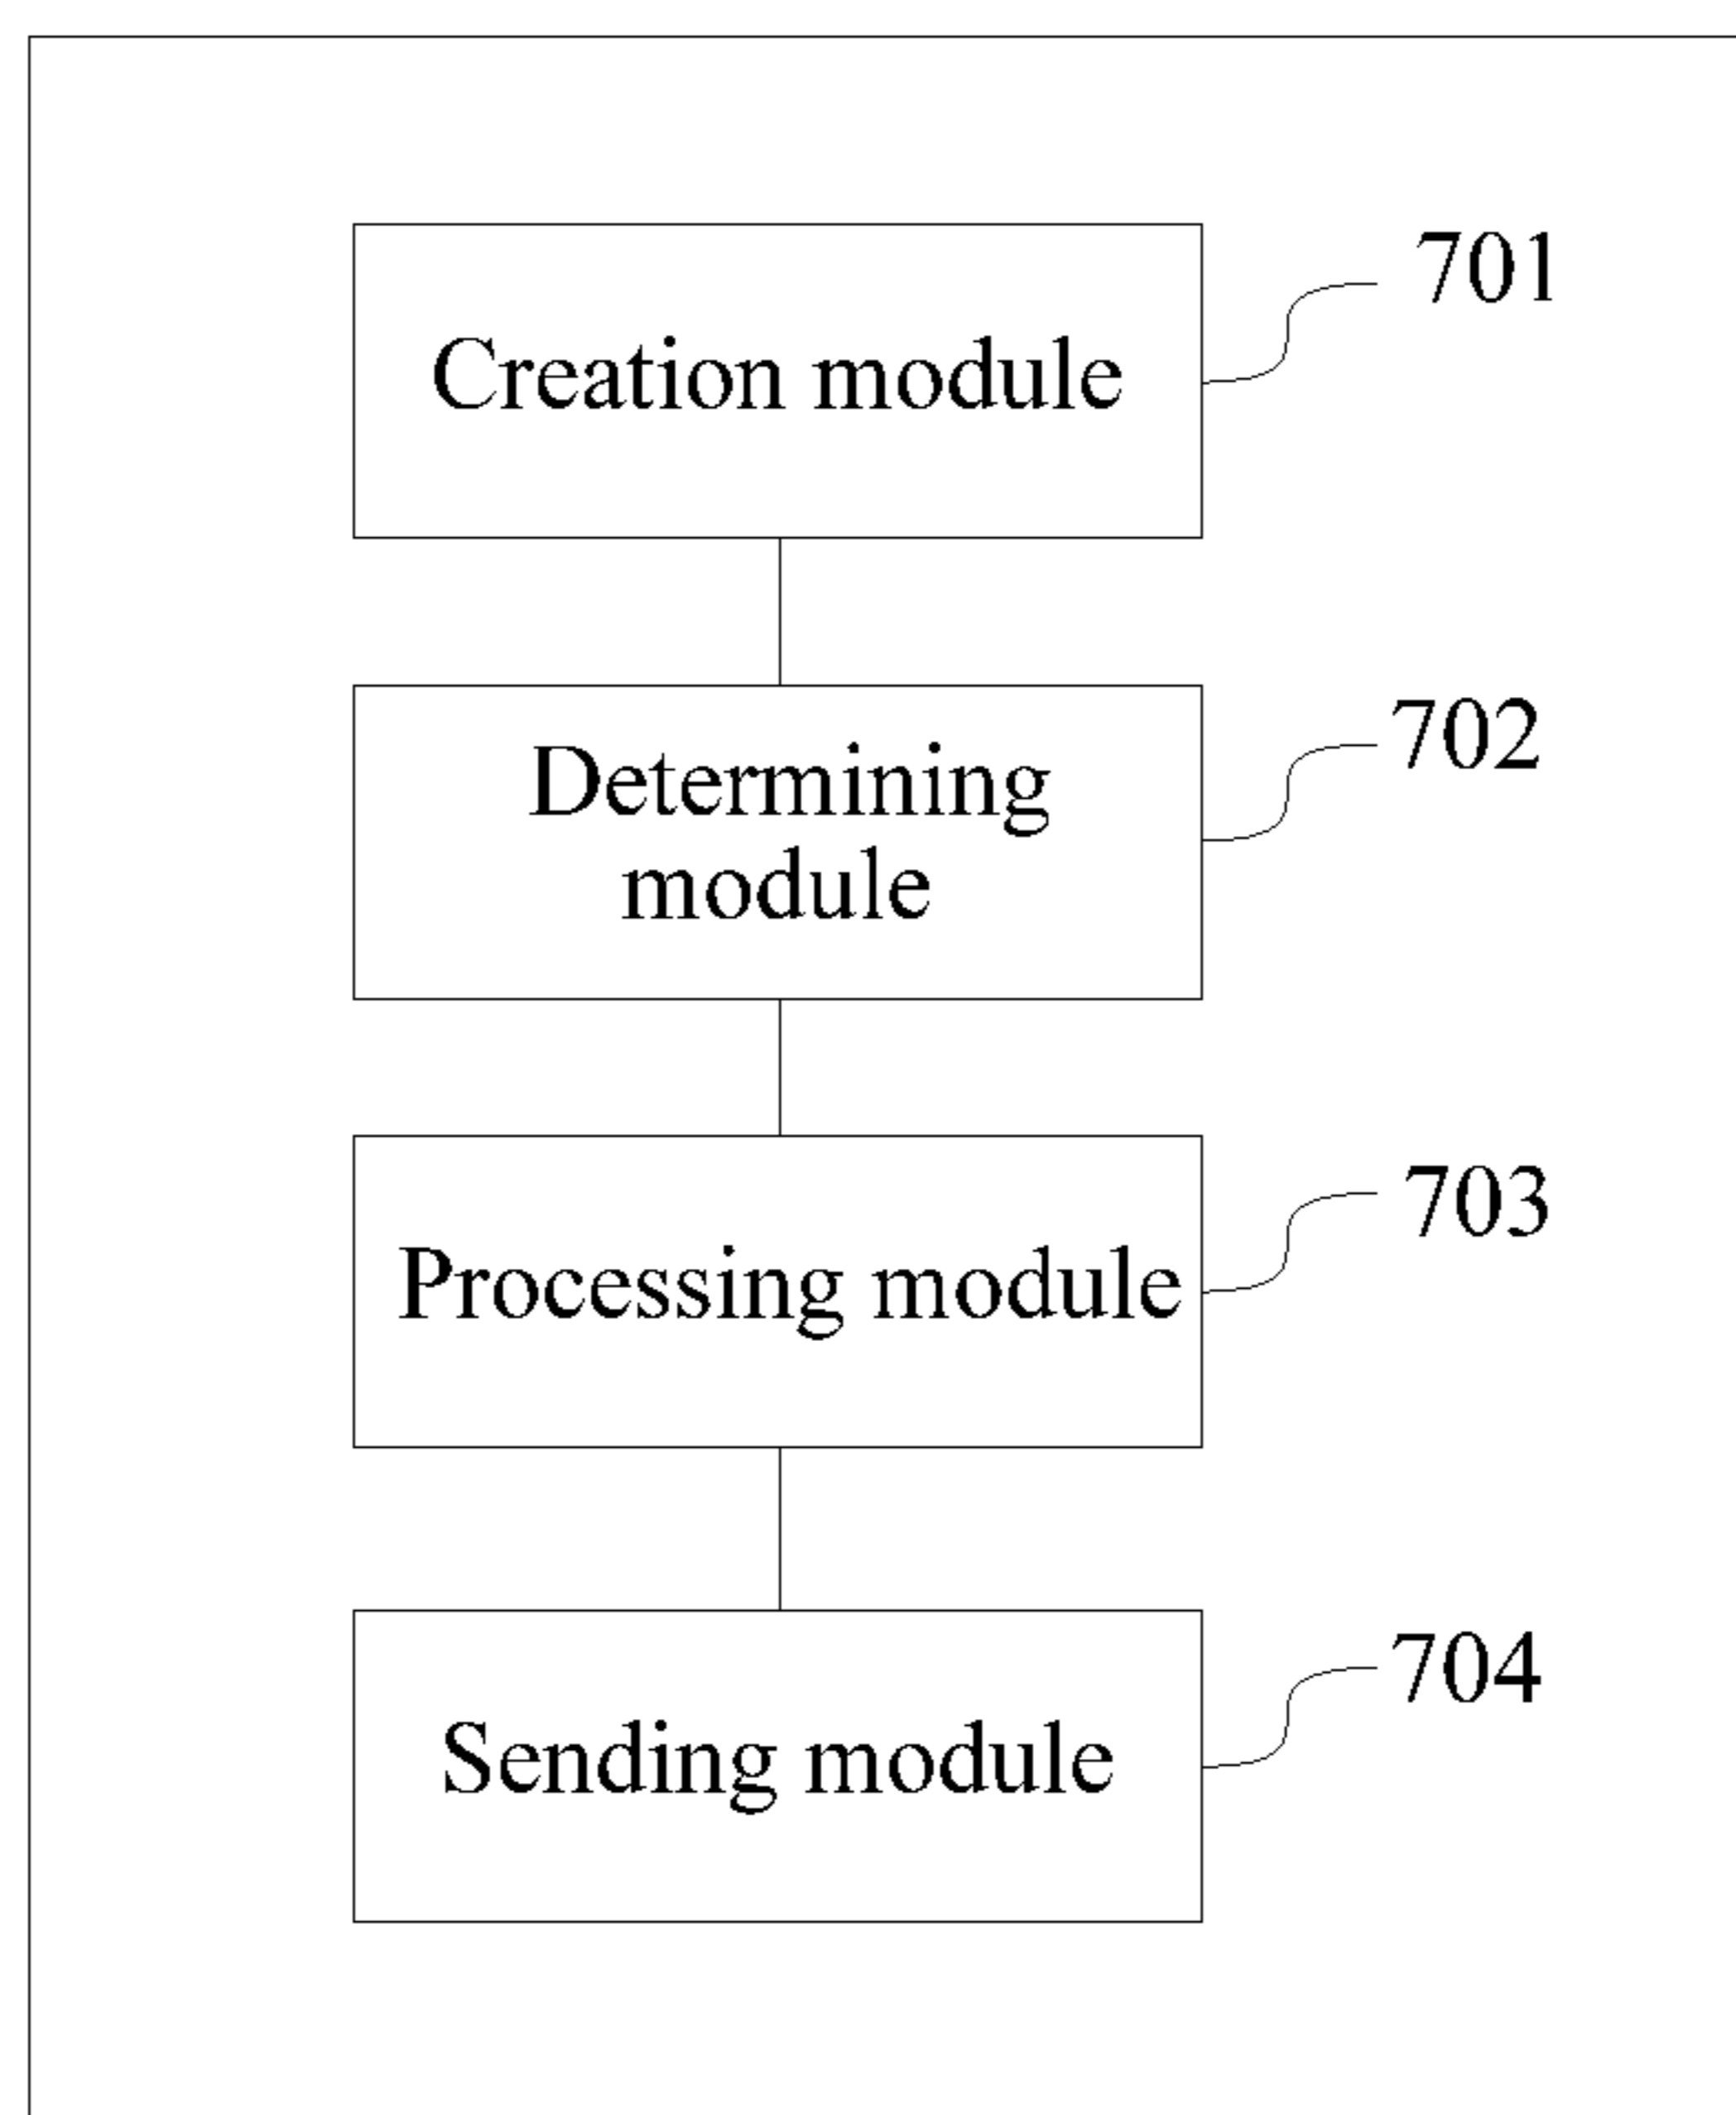 701
Creation module
702
Determining
module
703
Processing module
704
Sending module